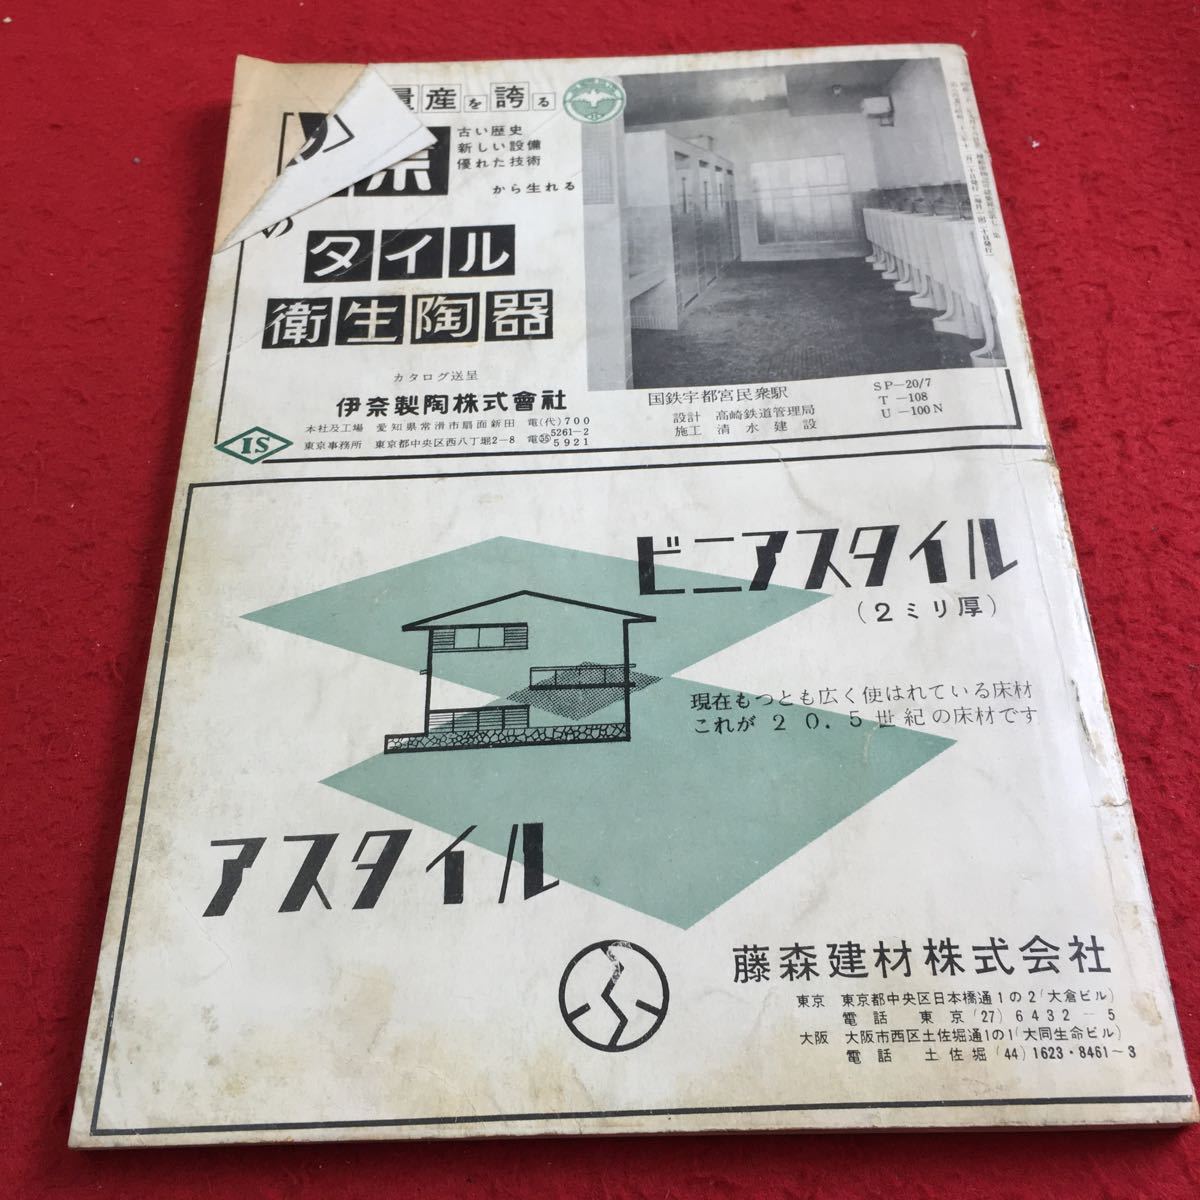 量産を誇る
奈
古い歴史
新しい設備
優れた技術
から生れる
の
タイル
衛生陶器
カタログ送呈
伊奈製陶株式會社
本社及工場 愛知県常滑市扇面新田 電(代)700
東京事務所 東京都中央区西八丁堀2-8 電(55)5261-2
5921
IS
国鉄宇都宮民衆駅
設計 高崎鉄道管理局
施工 清水建設
SP-20/7
T-108
U-100N
ビニアスタイル
(2ミリ厚)
現在もつとも広く使はれている床材
これが20.5世紀の床材です
アスタイル
藤森建材株式会社
東京 東京都中央区日本橋通1の2(大倉ビル)
電話 東京(27)6432-5
大阪 大阪市西区土佐堀通1の1(大同生命ビル)
電話 土佐堀(44)1623・8461~3